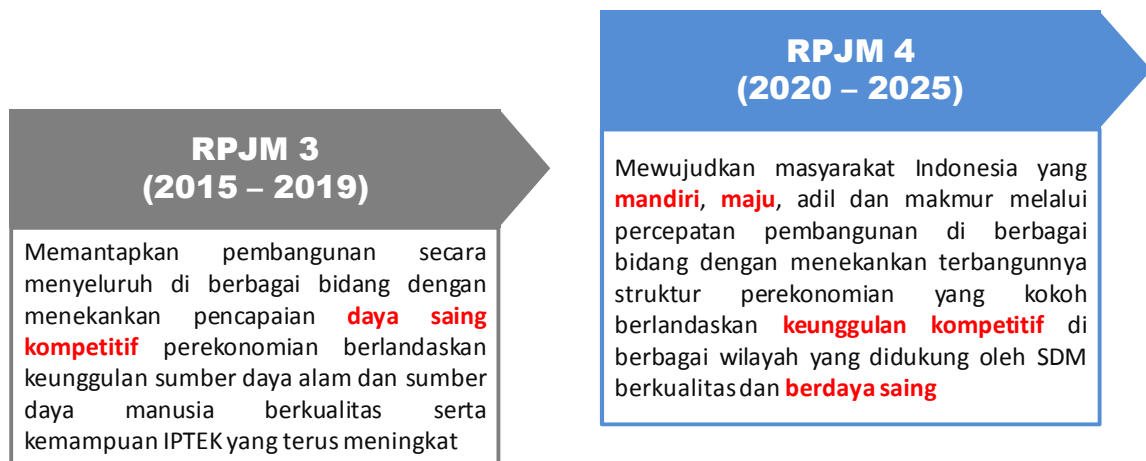 RPJM 3
(2015 – 2019)
Memantapkan pembangunan secara
menyeluruh di berbagai bidang dengan
menekankan pencapaian daya saing
kompetitif perekonomian berlandaskan
keunggulan sumber daya alam dan sumber
daya manusia berkualitas serta
kemampuan IPTEK yang terus meningkat
RPJM 4
(2020 – 2025)
Mewujudkan masyarakat Indonesia yang
mandiri, maju, adil dan makmur melalui
percepatan pembangunan di berbagai
bidang dengan menekankan terbangunnya
struktur perekonomian yang kokoh
berlandaskan keunggulan kompetitif di
berbagai wilayah yang didukung oleh SDM
berkualitas dan berdaya saing